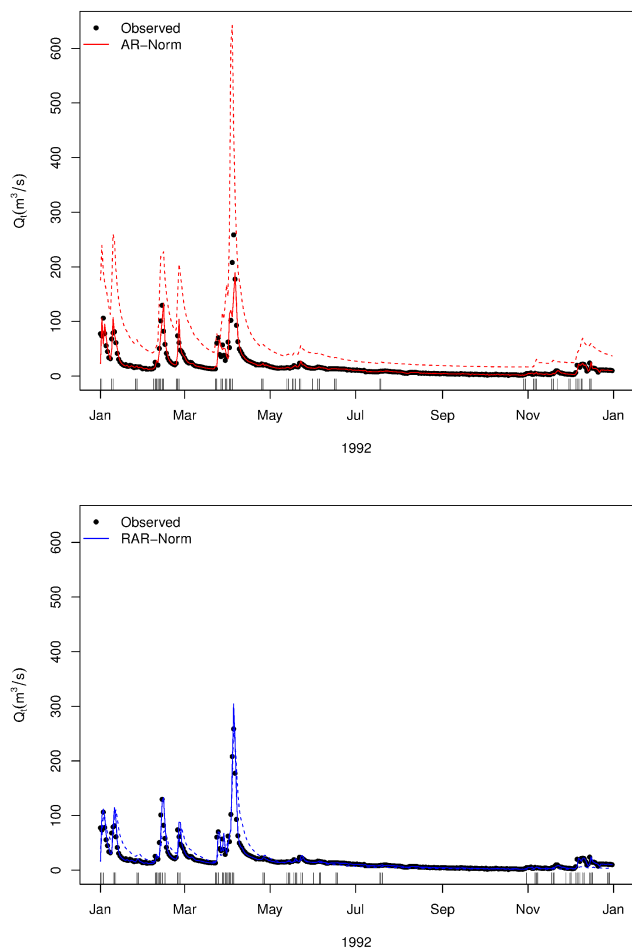 Observed
AR−Norm
Q_t(m³/s)
600
500
400
300
200
100
0
Jan
Mar
May
Jul
Sep
Nov
Jan
1992
Observed
RAR−Norm
Q_t(m³/s)
600
500
400
300
200
100
0
Jan
Mar
May
Jul
Sep
Nov
Jan
1992